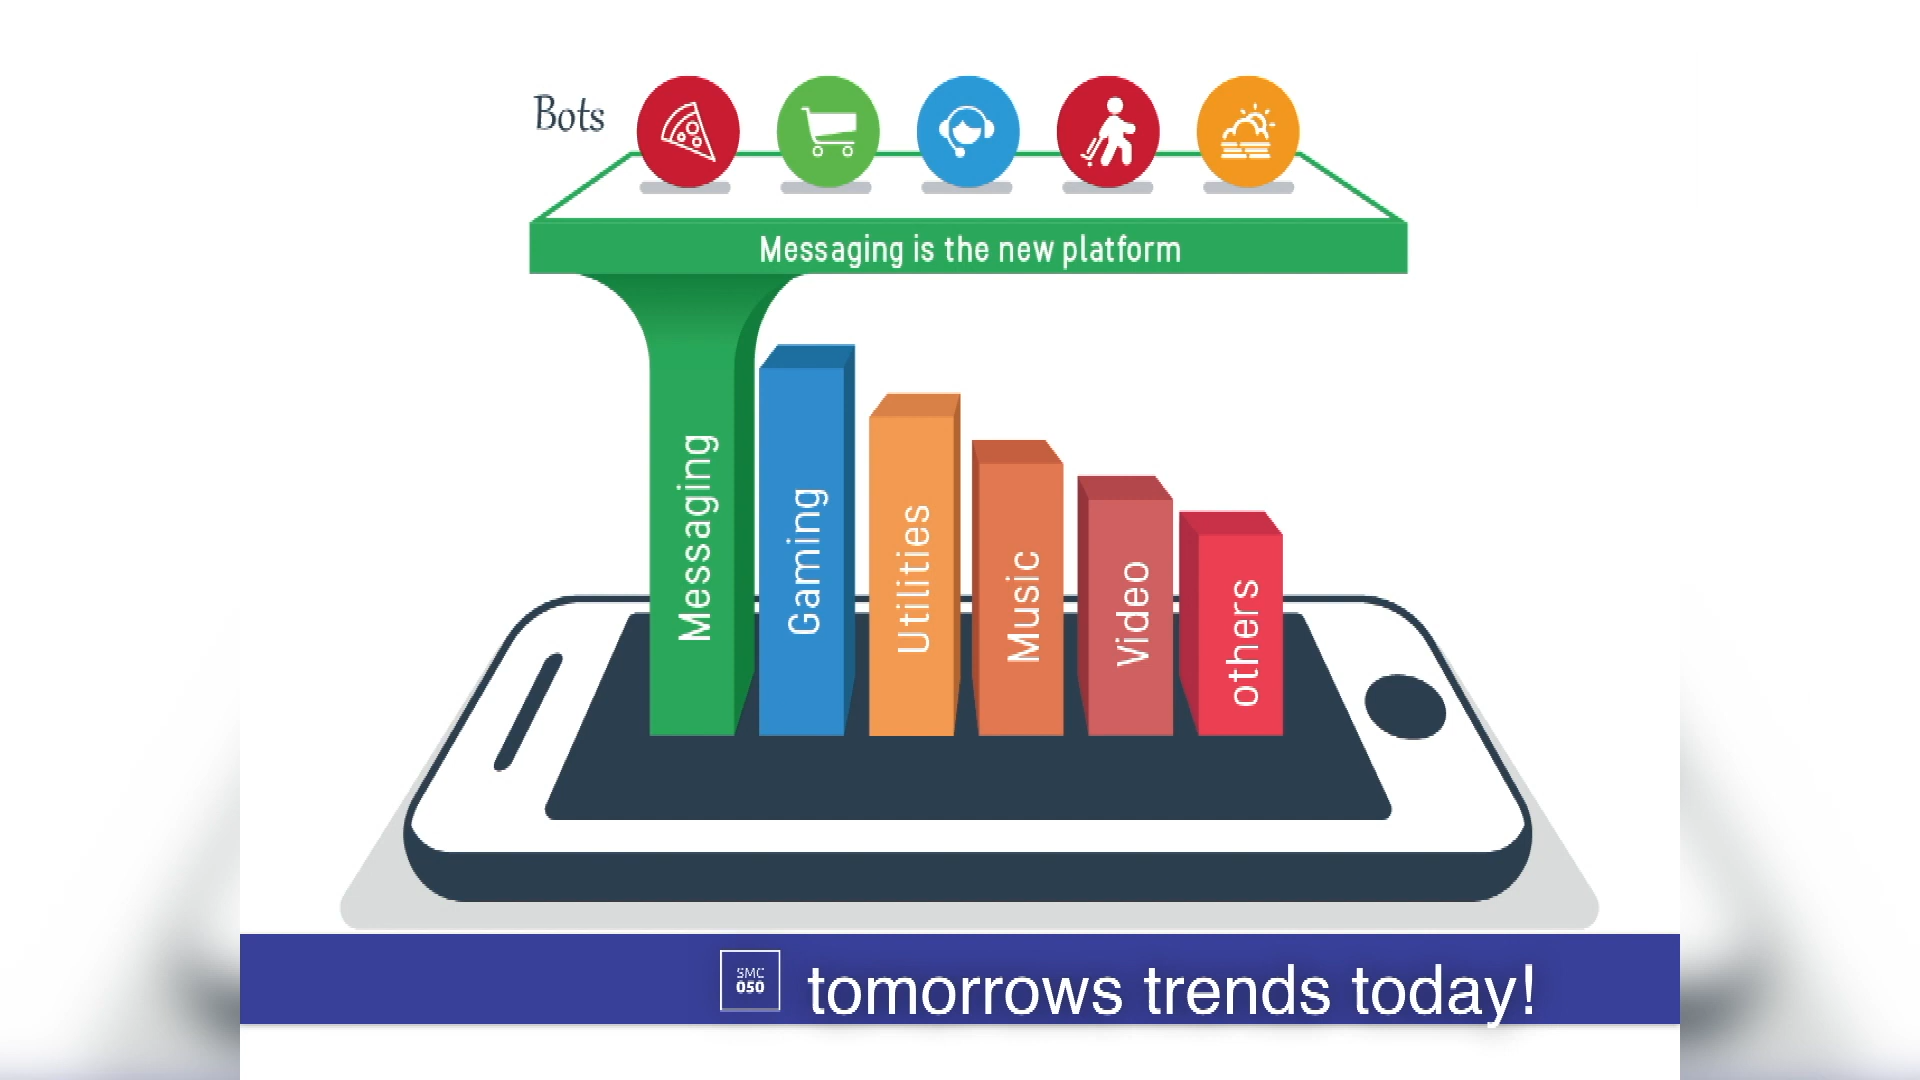 Bots
Messaging is the new platform
Messaging
Gaming
Utilities
Music
Video
others
SMC
050
tomorrows trends today!